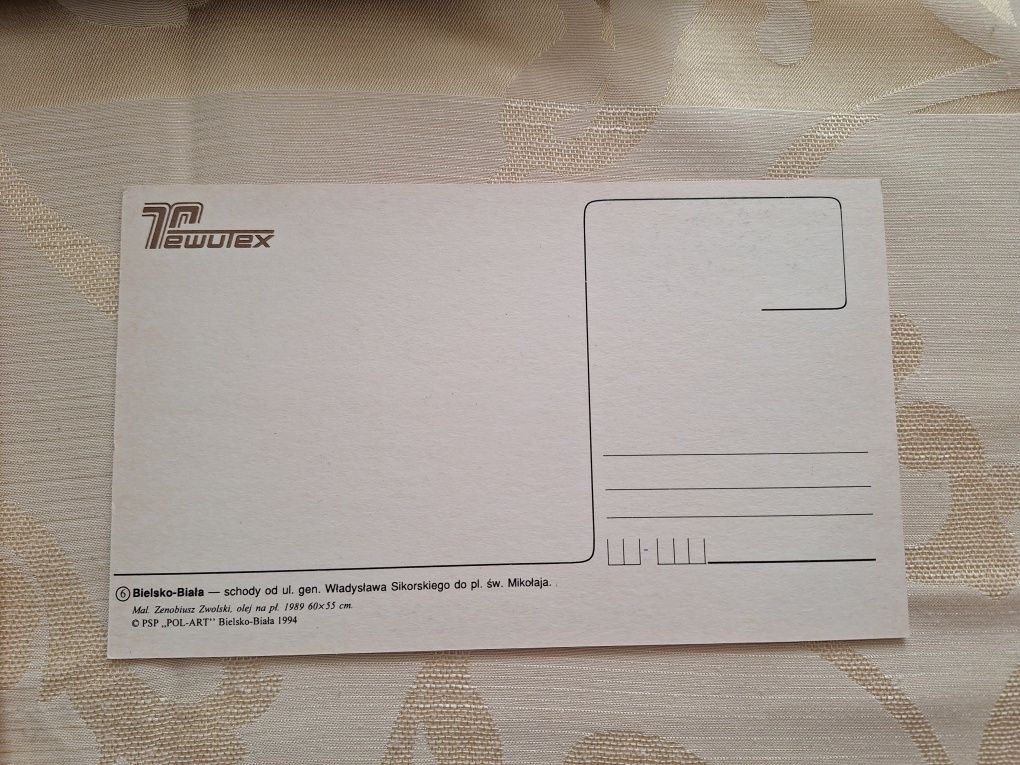 Tewutex
6 Bielsko-Biała — schody od ul. gen. Władysława Sikorskiego do pl. św. Mikołaja.
Mal. Zenobiusz Zwolski, olej na pł. 1989 60×55 cm.
© PSP „POL-ART” Bielsko-Biała 1994